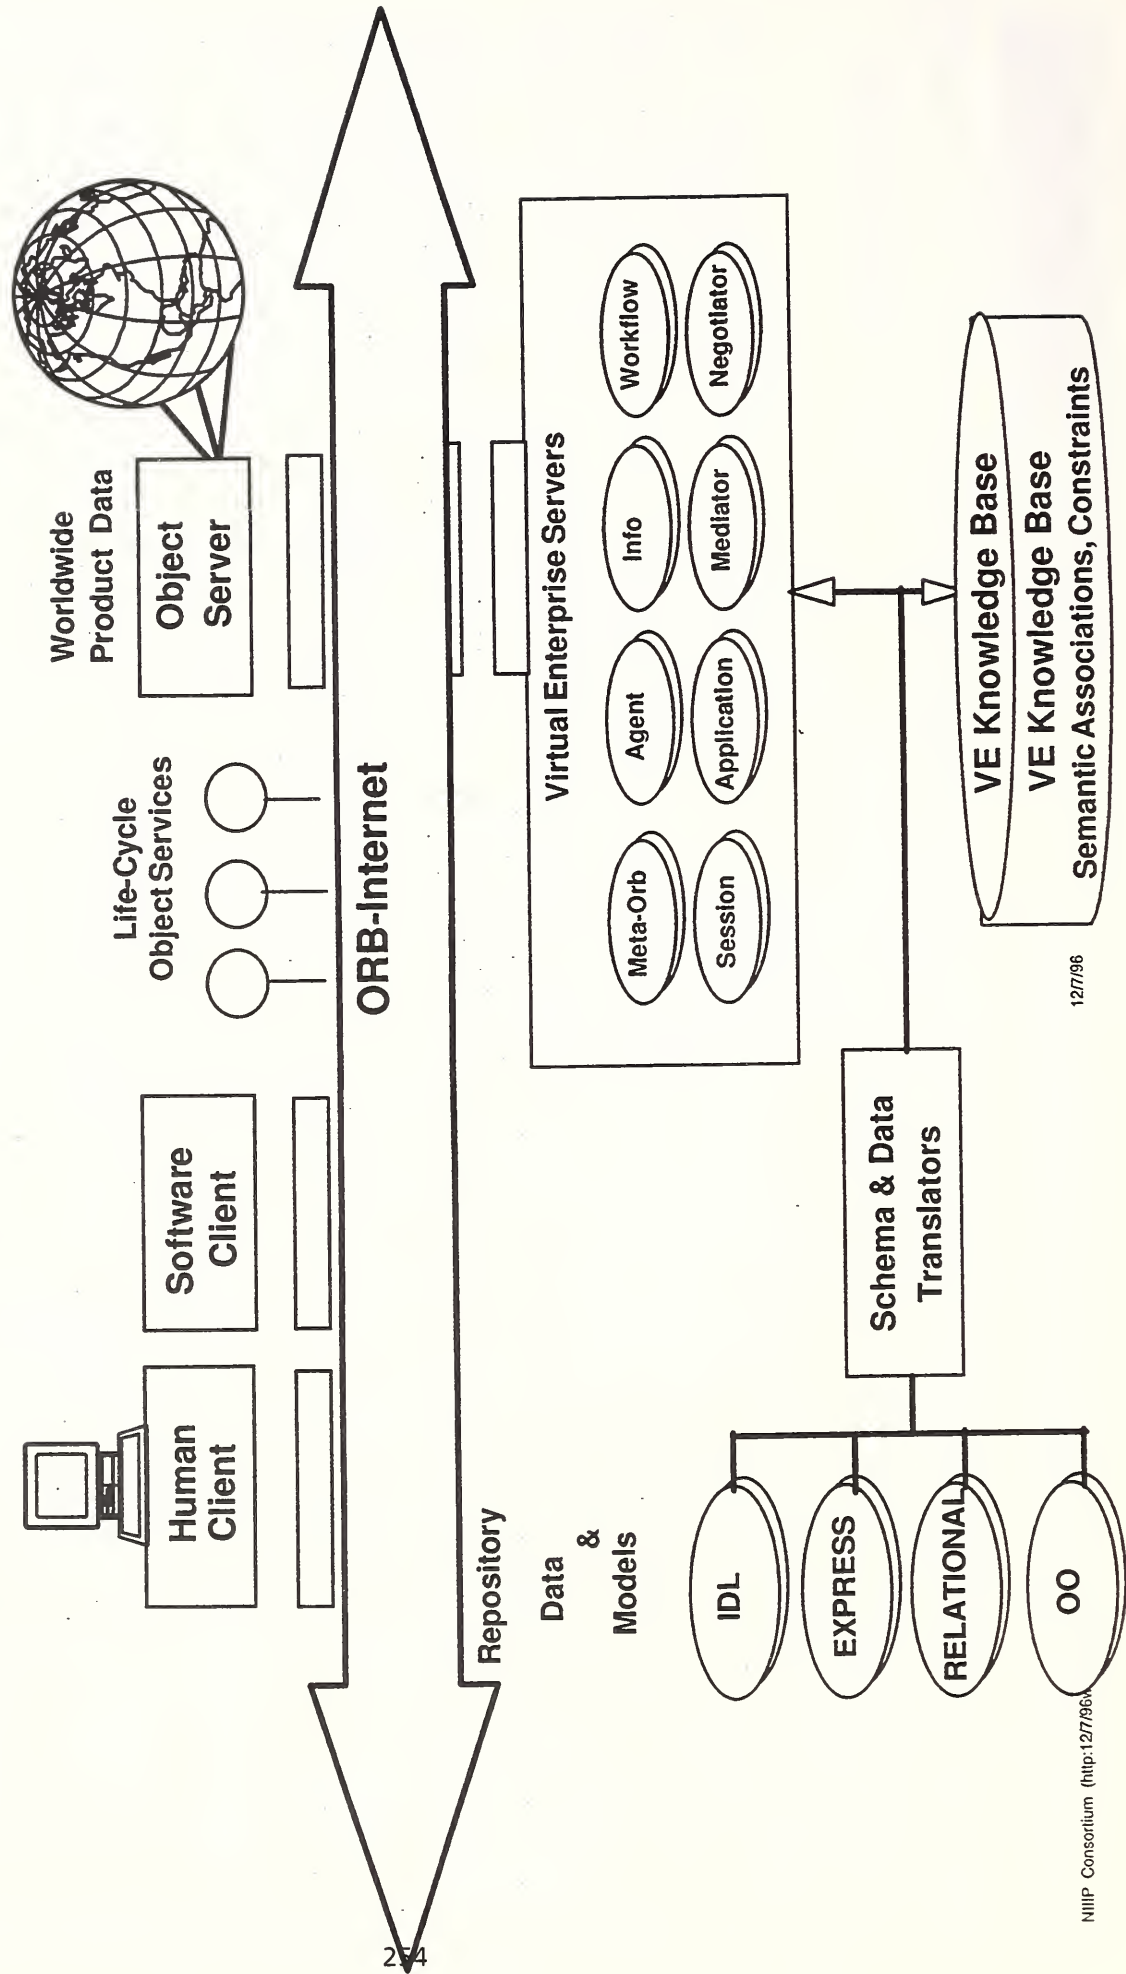 Worldwide
Product Data
Life-Cycle
Object Services
Human
Client
Software
Client
Object
Server
ORB-Internet
Repository
Data
&
Models
IDL
EXPRESS
RELATIONAL
OO
Virtual Enterprise Servers
Meta-Orb
Agent
Info
Workflow
Session
Application
Mediator
Negotiator
Schema & Data
Translators
VE Knowledge Base
VE Knowledge Base
Semantic Associations, Constraints
NIIIP Consortium (http:12/7/96v
12/7/96
254